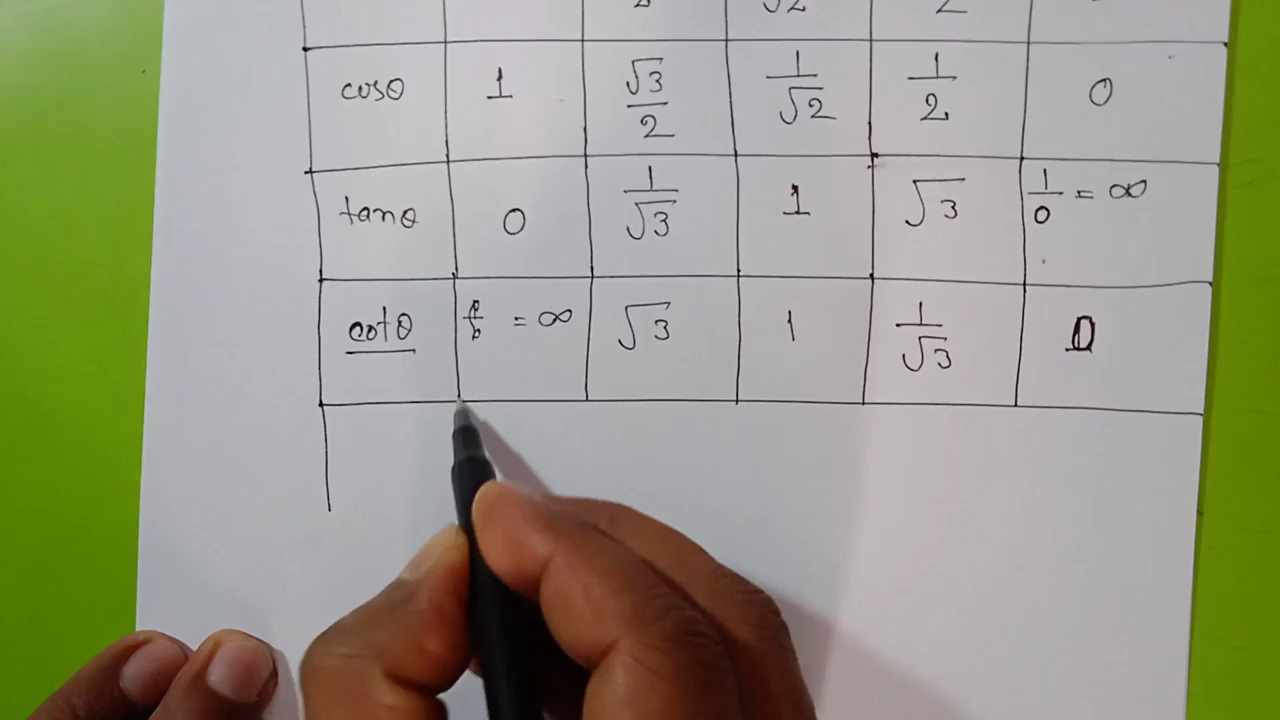 cosθ 1 √3/2 1/√2 1/2 0
tanθ 0 1/√3 1 √3 1/0 = ∞
cotθ = ∞ √3 1 1/√3 0